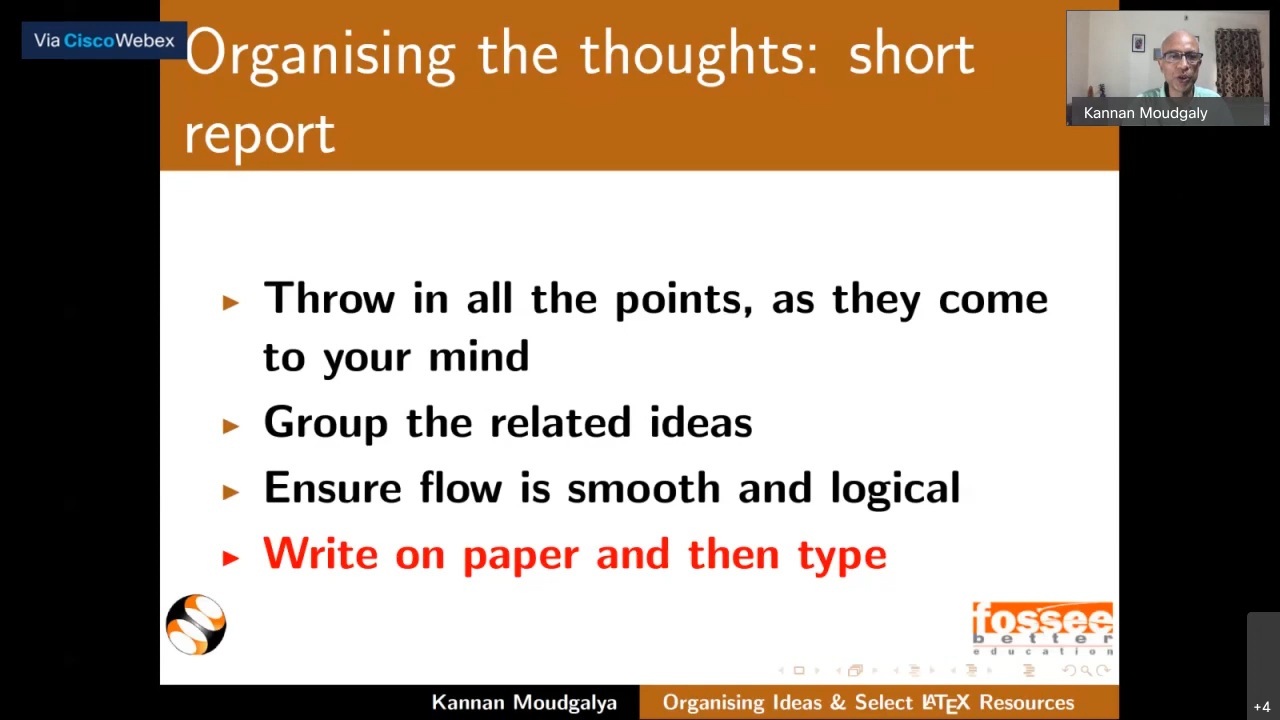 Via CiscoWebex
Organising the thoughts: short
report
Kannan Moudgaly
Throw in all the points, as they come
to your mind
Group the related ideas
Ensure flow is smooth and logical
Write on paper and then type
fossee
better
education
Kannan Moudgalya
Organising Ideas & Select LATEX Resources
+4